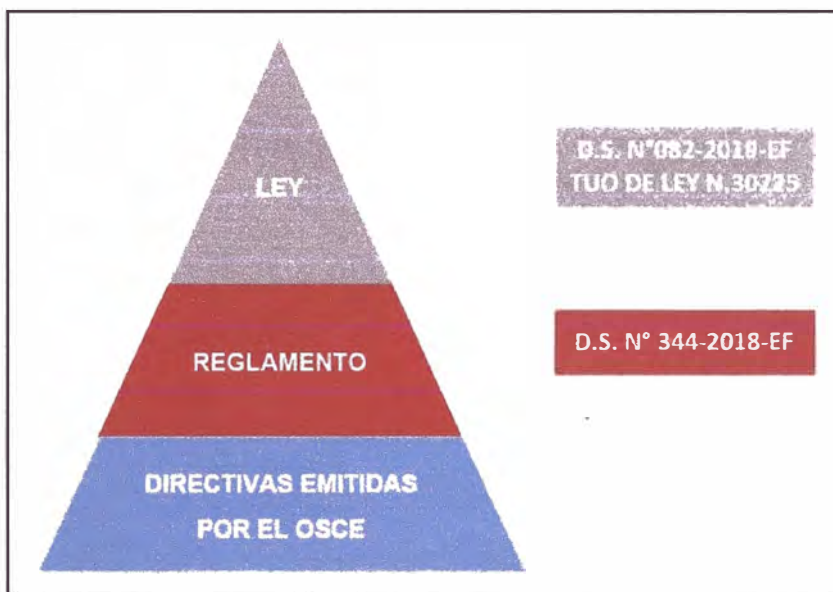 LEY
D.S. N°082-2019-EF
TUO DE LEY N.30225
REGLAMENTO
D.S. N° 344-2018-EF
DIRECTIVAS EMITIDAS
POR EL OSCE